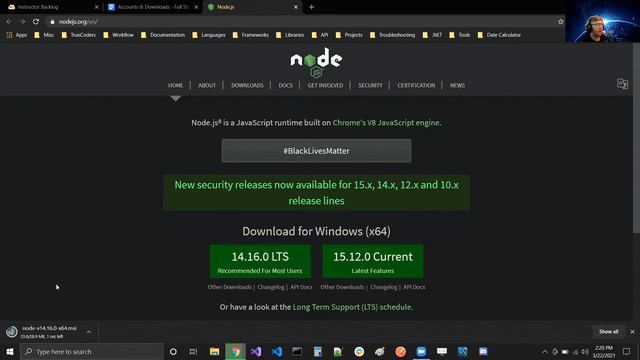 Instructor Backlog
Accounts & Downloads - Full St
Node.js
nodejs.org/en/
Apps
Misc
TrueCoders
Workflow
Documentation
Languages
Frameworks
Libraries
API
Projects
Troubleshooting
.NET
Tools
Date Calculator
node
JS
HOME
ABOUT
DOWNLOADS
DOCS
GET INVOLVED
SECURITY
CERTIFICATION
NEWS
Node.js® is a JavaScript runtime built on Chrome's V8 JavaScript engine.
#BlackLivesMatter
New security releases now available for 15.x, 14.x, 12.x and 10.x
release lines
Download for Windows (x64)
14.16.0 LTS
Recommended For Most Users
15.12.0 Current
Latest Features
Other Downloads | Changelog | API Docs
Other Downloads | Changelog | API Docs
Or have a look at the Long Term Support (LTS) schedule.
node-v14.16.0-x64.msi
1 sec left
Show all
Type here to search
2:20 PM
3/22/2021